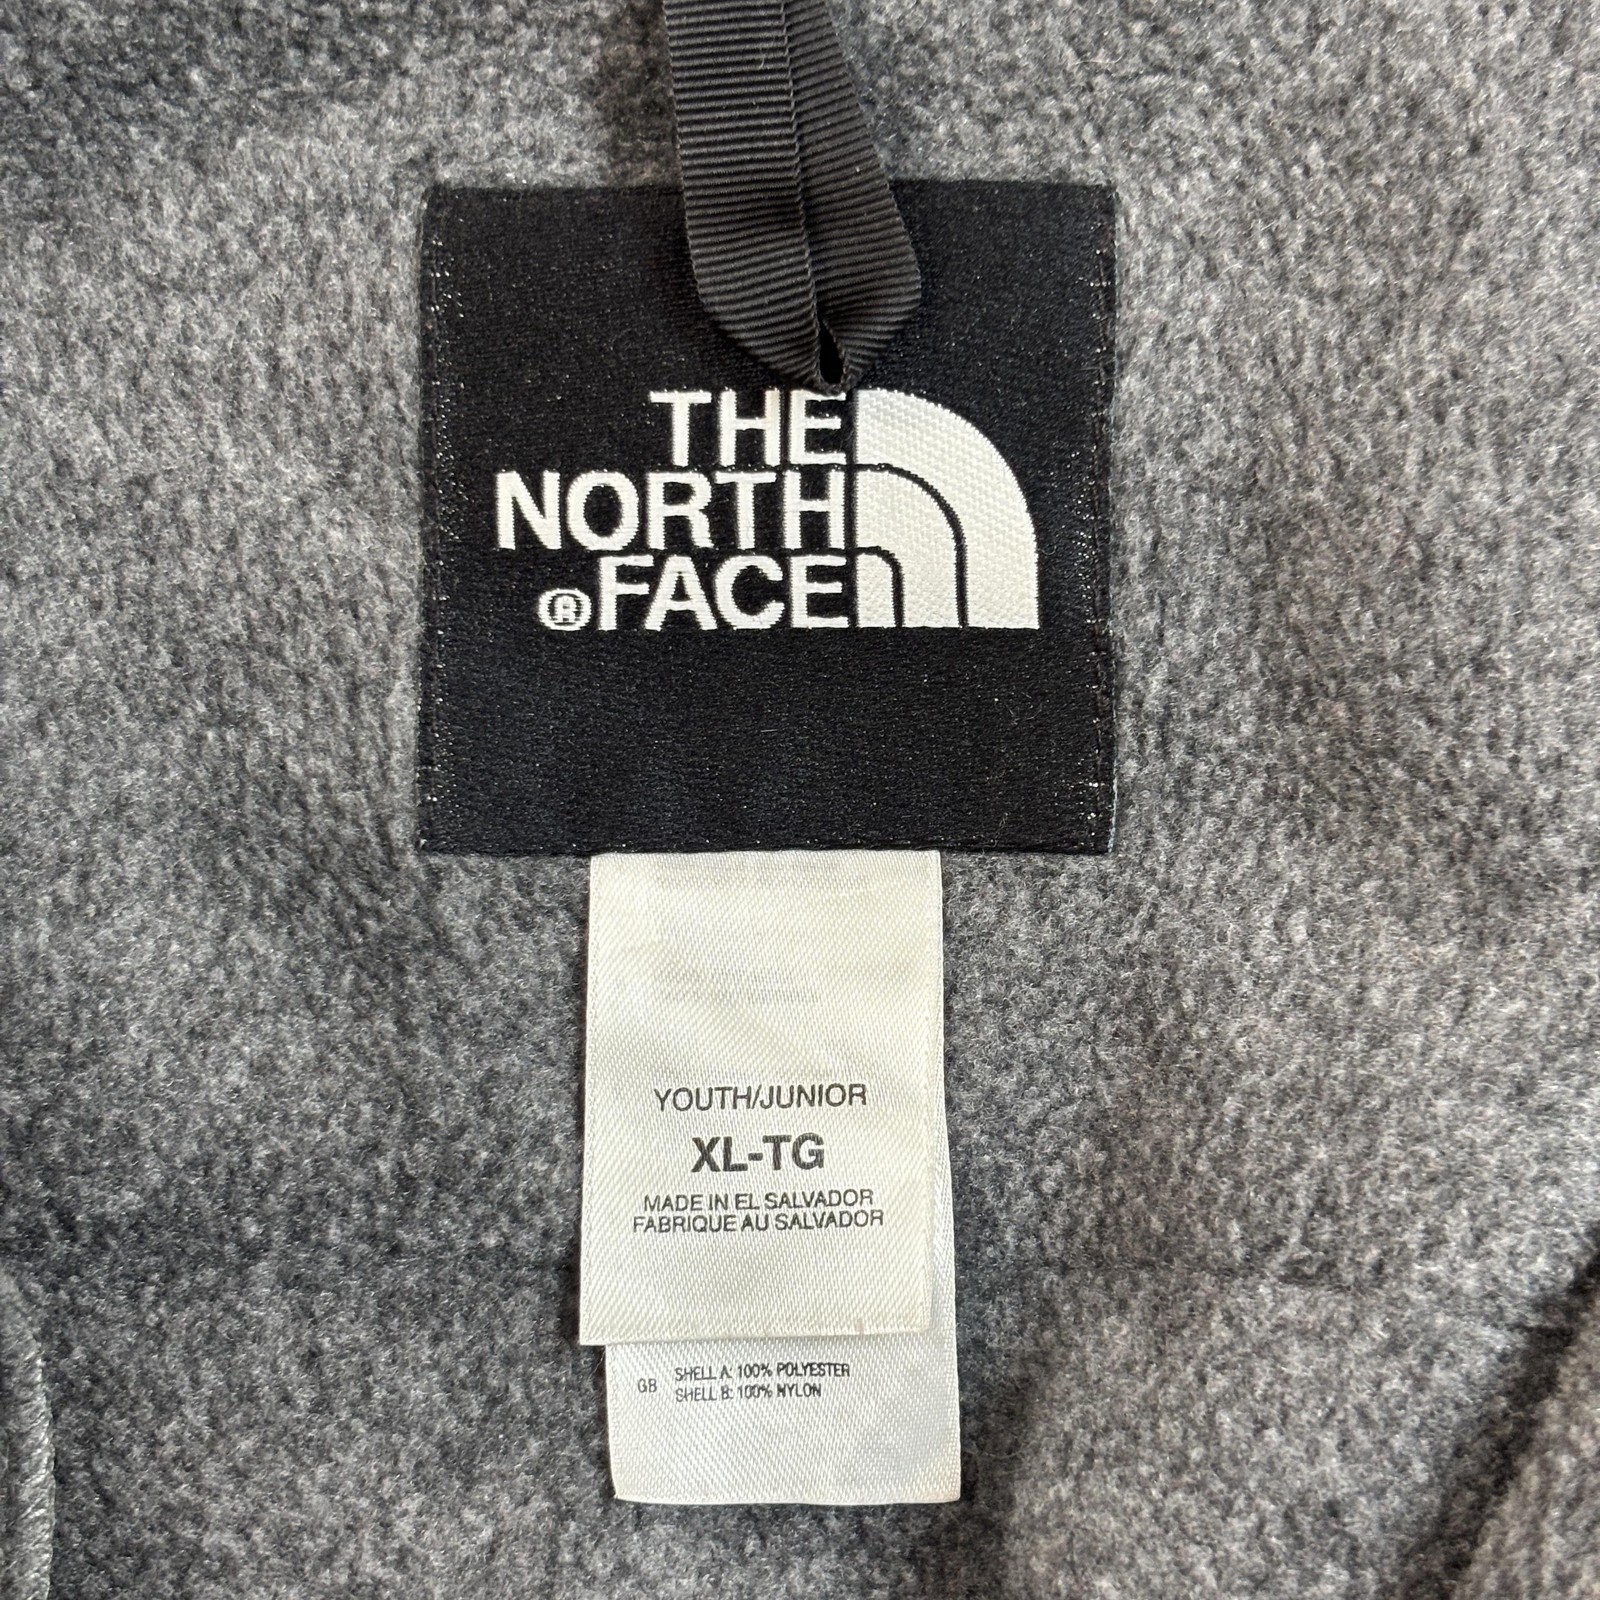 THE
NORTH
®FACE
YOUTH/JUNIOR
XL-TG
MADE IN EL SALVADOR
FABRIQUE AU SALVADOR
GB SHELL A: 100% POLYESTER
SHELL B: 100% NYLON